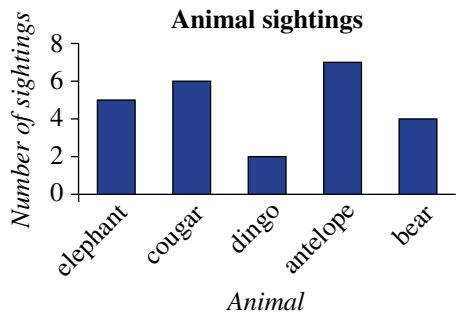 Animal sightings
Number of sightings
8
6
4
2
0
elephant
cougar
dingo
antelope
bear
Animal